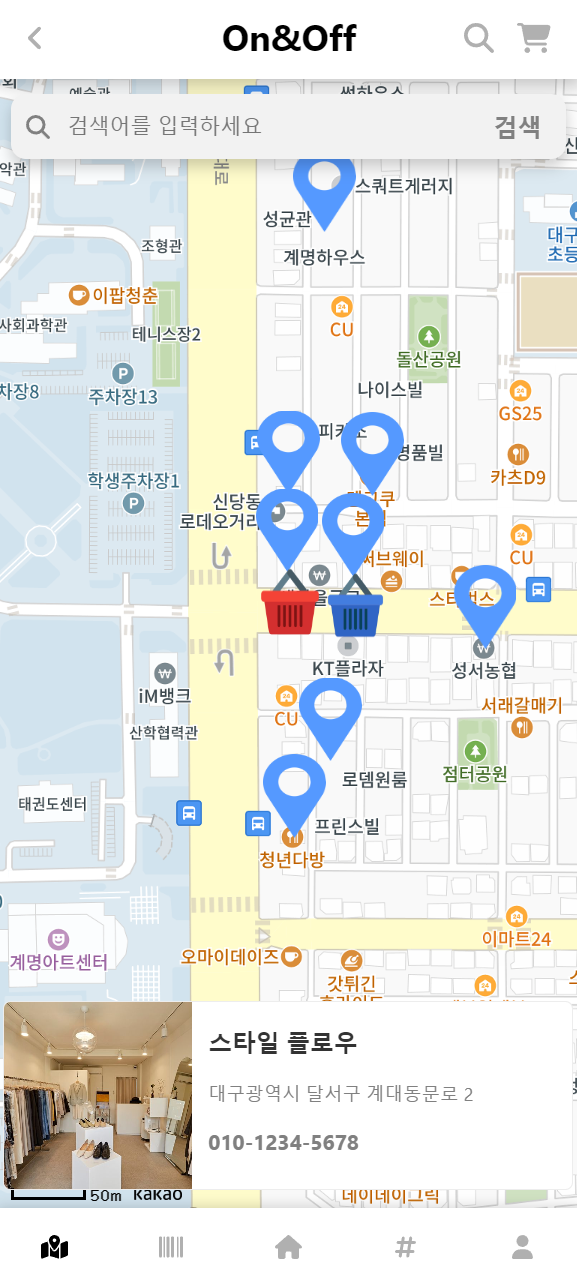 On&Off
검색어를 입력하세요
검색
스쿼트게러지
성균관
계명하우스
조형관
이팝청춘
사회과학관
테니스장2
CU
돌산공원
주차장13
나이스빌
GS25
명품빌
카츠D9
학생주차장1
신당동
로데오거리
써브웨이
CU
KT플라자
성서농협
iM뱅크
서래갈매기
CU
산학협력관
점터공원
로뎀원룸
태권도센터
프린스빌
청년다방
이마트24
계명아트센터
오마이데이즈
갓튀긴
스타일 플로우
대구광역시 달서구 계대동문로 2
010-1234-5678
50m
kakao
데이데이그릭